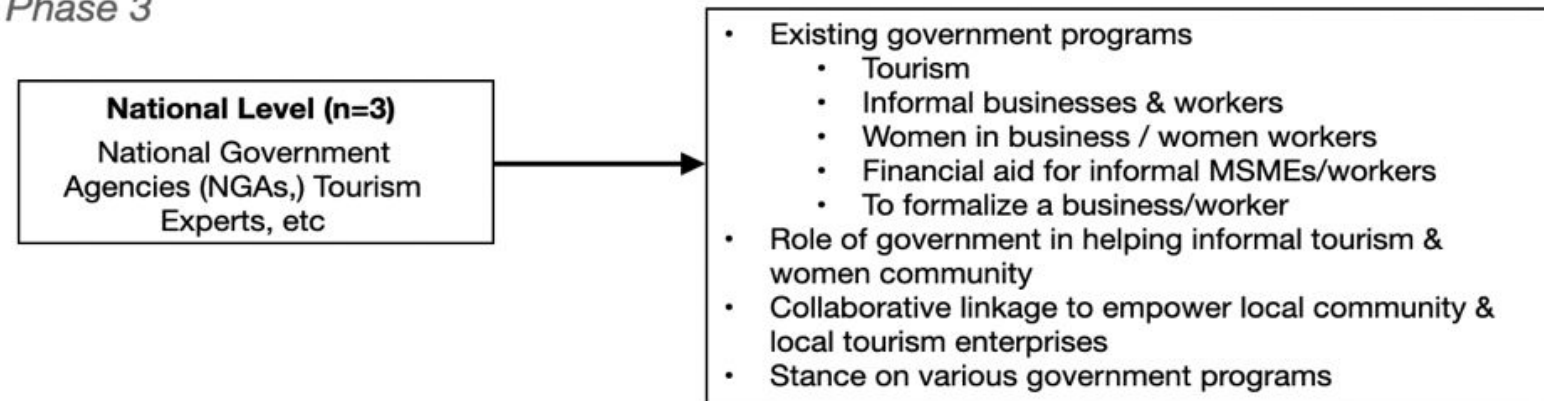 Phase 3
National Level (n=3)
National Government
Agencies (NGAs,) Tourism
Experts, etc
• Existing government programs
• Tourism
• Informal businesses & workers
• Women in business / women workers
• Financial aid for informal MSMEs/workers
• To formalize a business/worker
• Role of government in helping informal tourism &
women community
• Collaborative linkage to empower local community &
local tourism enterprises
• Stance on various government programs